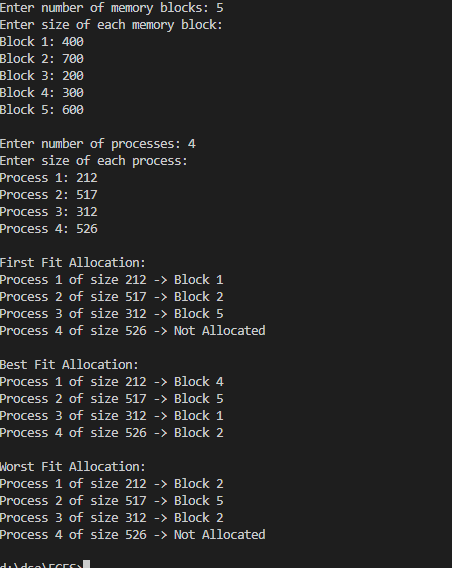 Enter number of memory blocks: 5
Enter size of each memory block:
Block 1: 400
Block 2: 700
Block 3: 200
Block 4: 300
Block 5: 600
Enter number of processes: 4
Enter size of each process:
Process 1: 212
Process 2: 517
Process 3: 312
Process 4: 526
First Fit Allocation:
Process 1 of size 212 -> Block 1
Process 2 of size 517 -> Block 2
Process 3 of size 312 -> Block 5
Process 4 of size 526 -> Not Allocated
Best Fit Allocation:
Process 1 of size 212 -> Block 4
Process 2 of size 517 -> Block 5
Process 3 of size 312 -> Block 1
Process 4 of size 526 -> Block 2
Worst Fit Allocation:
Process 1 of size 212 -> Block 2
Process 2 of size 517 -> Block 5
Process 3 of size 312 -> Block 2
Process 4 of size 526 -> Not Allocated